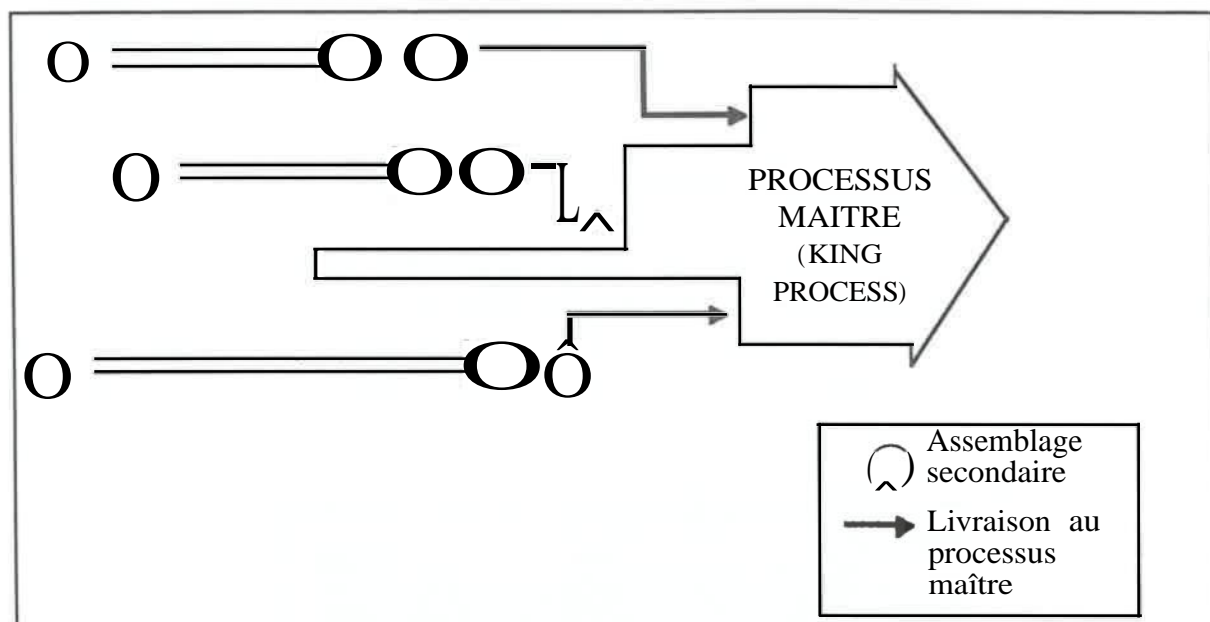 PROCESSUS
MAITRE
(KING
PROCESS)
Assemblage
secondaire
Livraison au
processus
maître